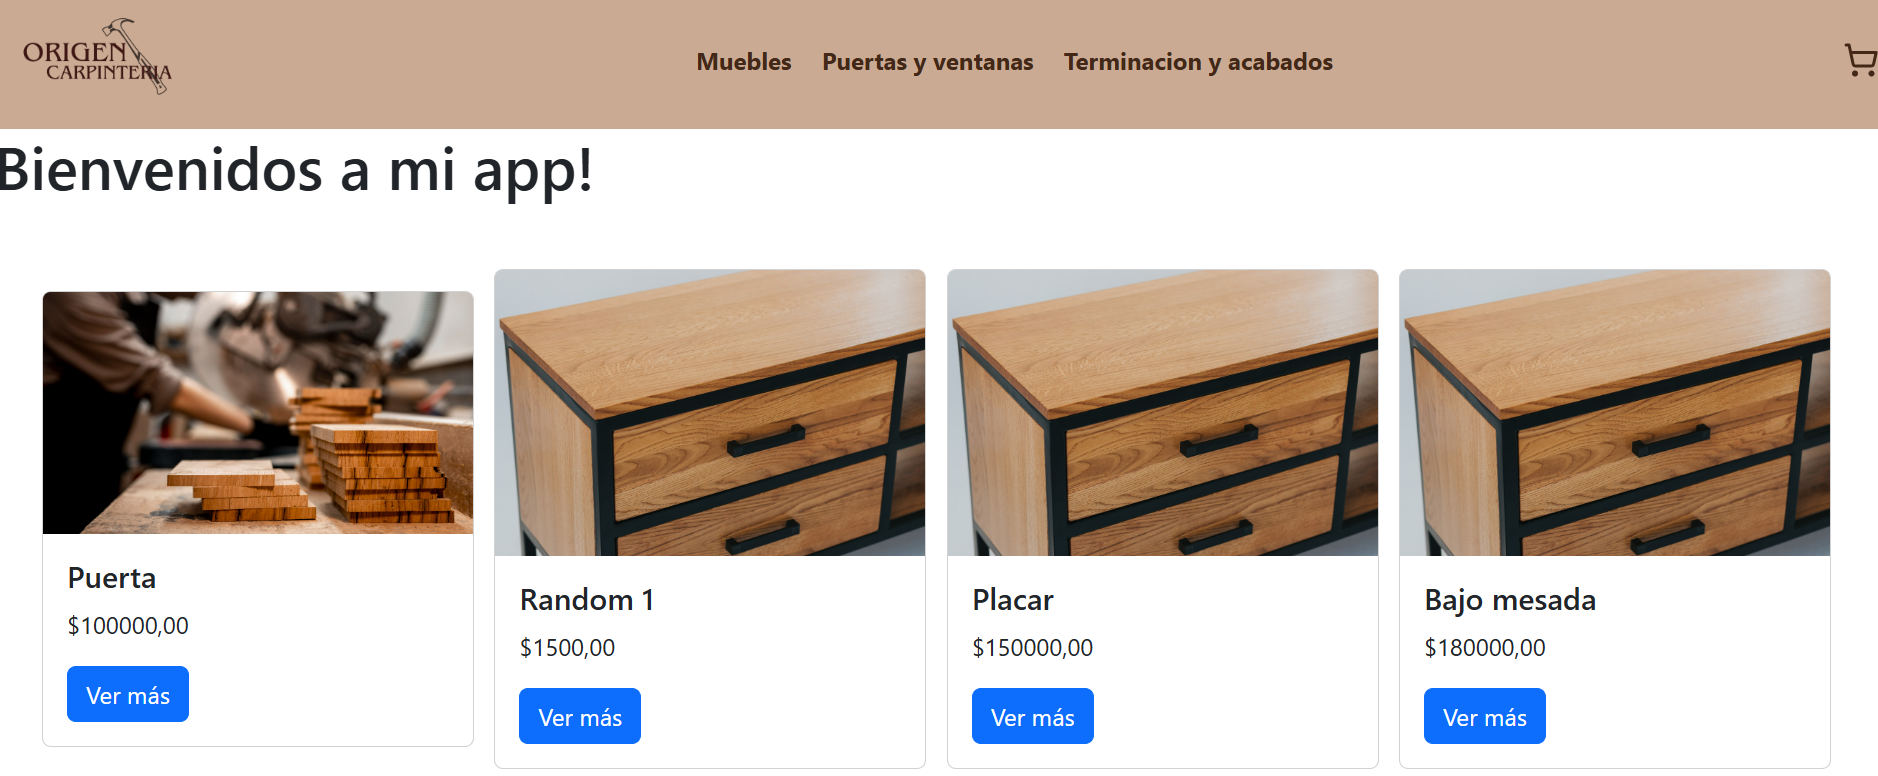 ORIGEN
CARPINTERIA
Muebles Puertas y ventanas Terminacion y acabados
Bienvenidos a mi app!
Puerta
$100000,00
Ver más
Random 1
$1500,00
Ver más
Placar
$150000,00
Ver más
Bajo mesada
$180000,00
Ver más